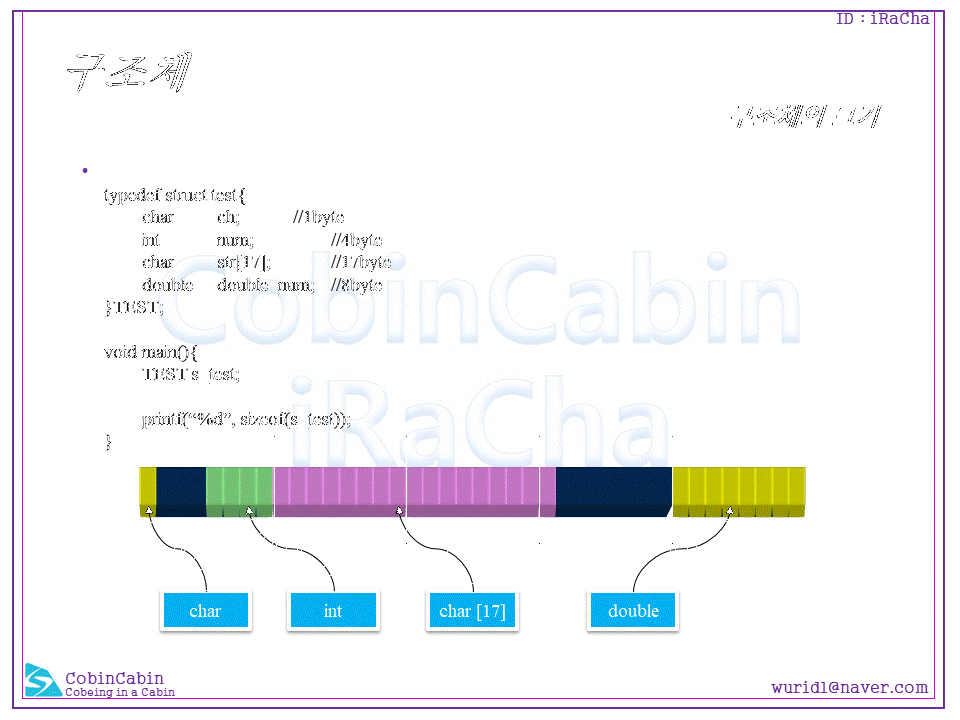 ID : iRaCha
구조체
구조체의 크기
typedef struct test{
char ch; //1byte
int num; //4byte
char str[17]; //17byte
double double_num; //8byte
}TEST;
void main(){
TEST s_test;
printf(“%d”, sizeof(s_test));
}
CobinCabin
iRaCha
char int char [17] double
CobinCabin
Cobeing in a Cabin
wuridl@naver.com